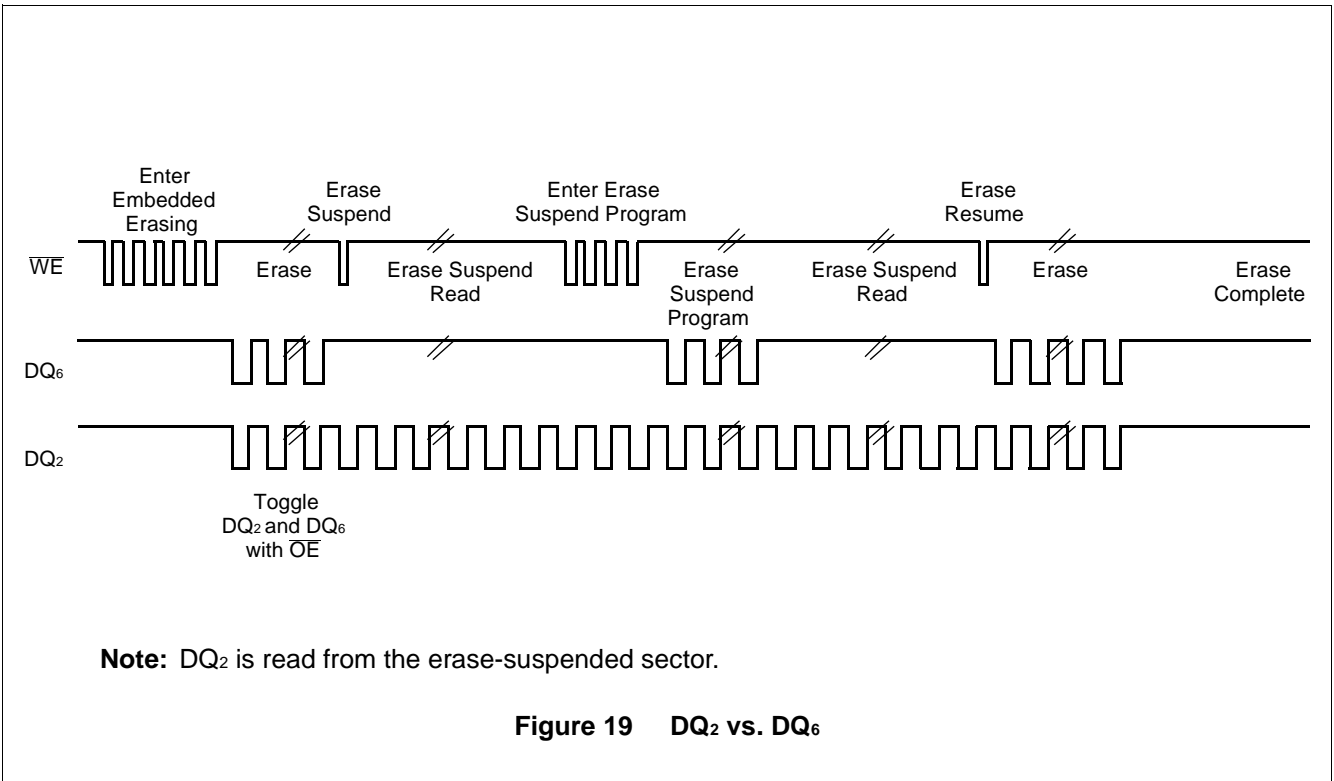 Enter
Embedded
Erasing
Erase
Suspend
Enter Erase
Suspend Program
Erase
Resume
WE
Erase
Erase Suspend
Read
Erase
Suspend
Program
Erase Suspend
Read
Erase
Erase
Complete
DQ6
DQ2
Toggle
DQ2 and DQ6
with OE
Note: DQ2 is read from the erase-suspended sector.
Figure 19 DQ2 vs. DQ6